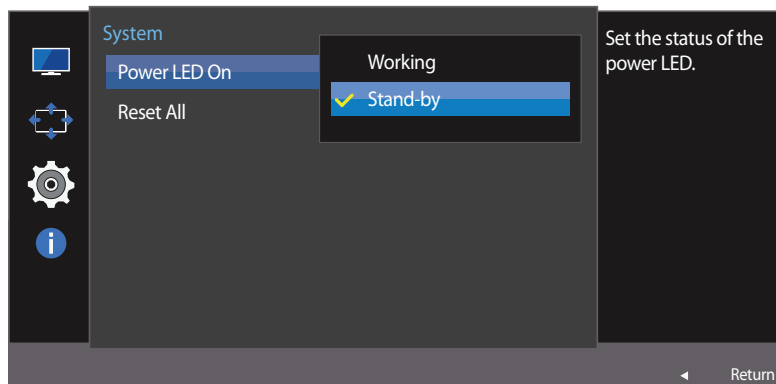 System
Power LED On
Working
Stand-by
Reset All
Set the status of the
power LED.
Return